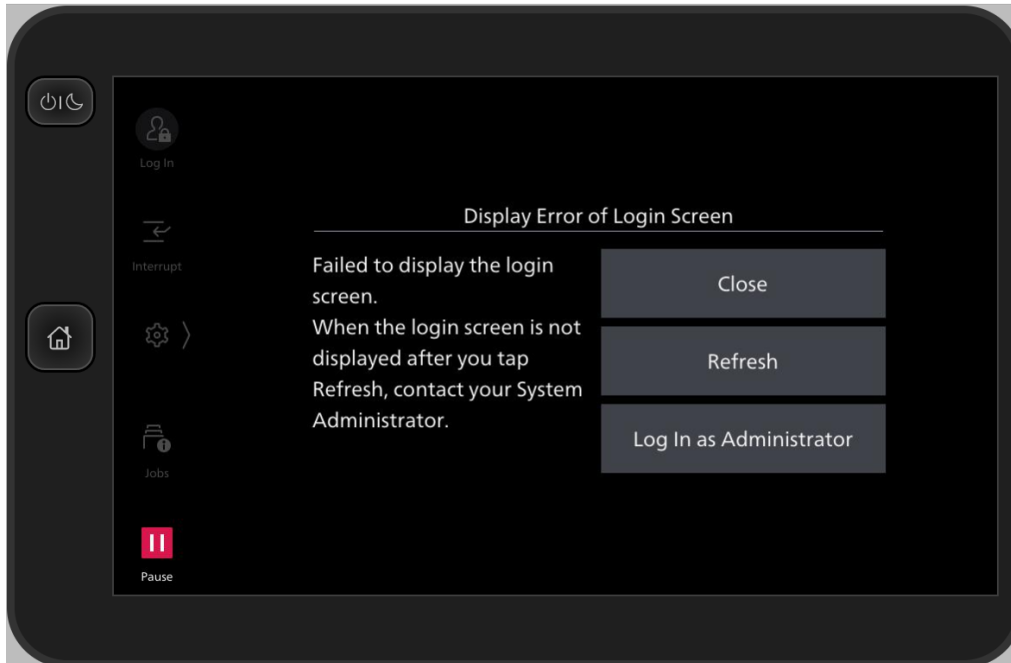 Log In
Interrupt
Jobs
Pause
Display Error of Login Screen
Failed to display the login
screen.
When the login screen is not
displayed after you tap
Refresh, contact your System
Administrator.
Close
Refresh
Log In as Administrator